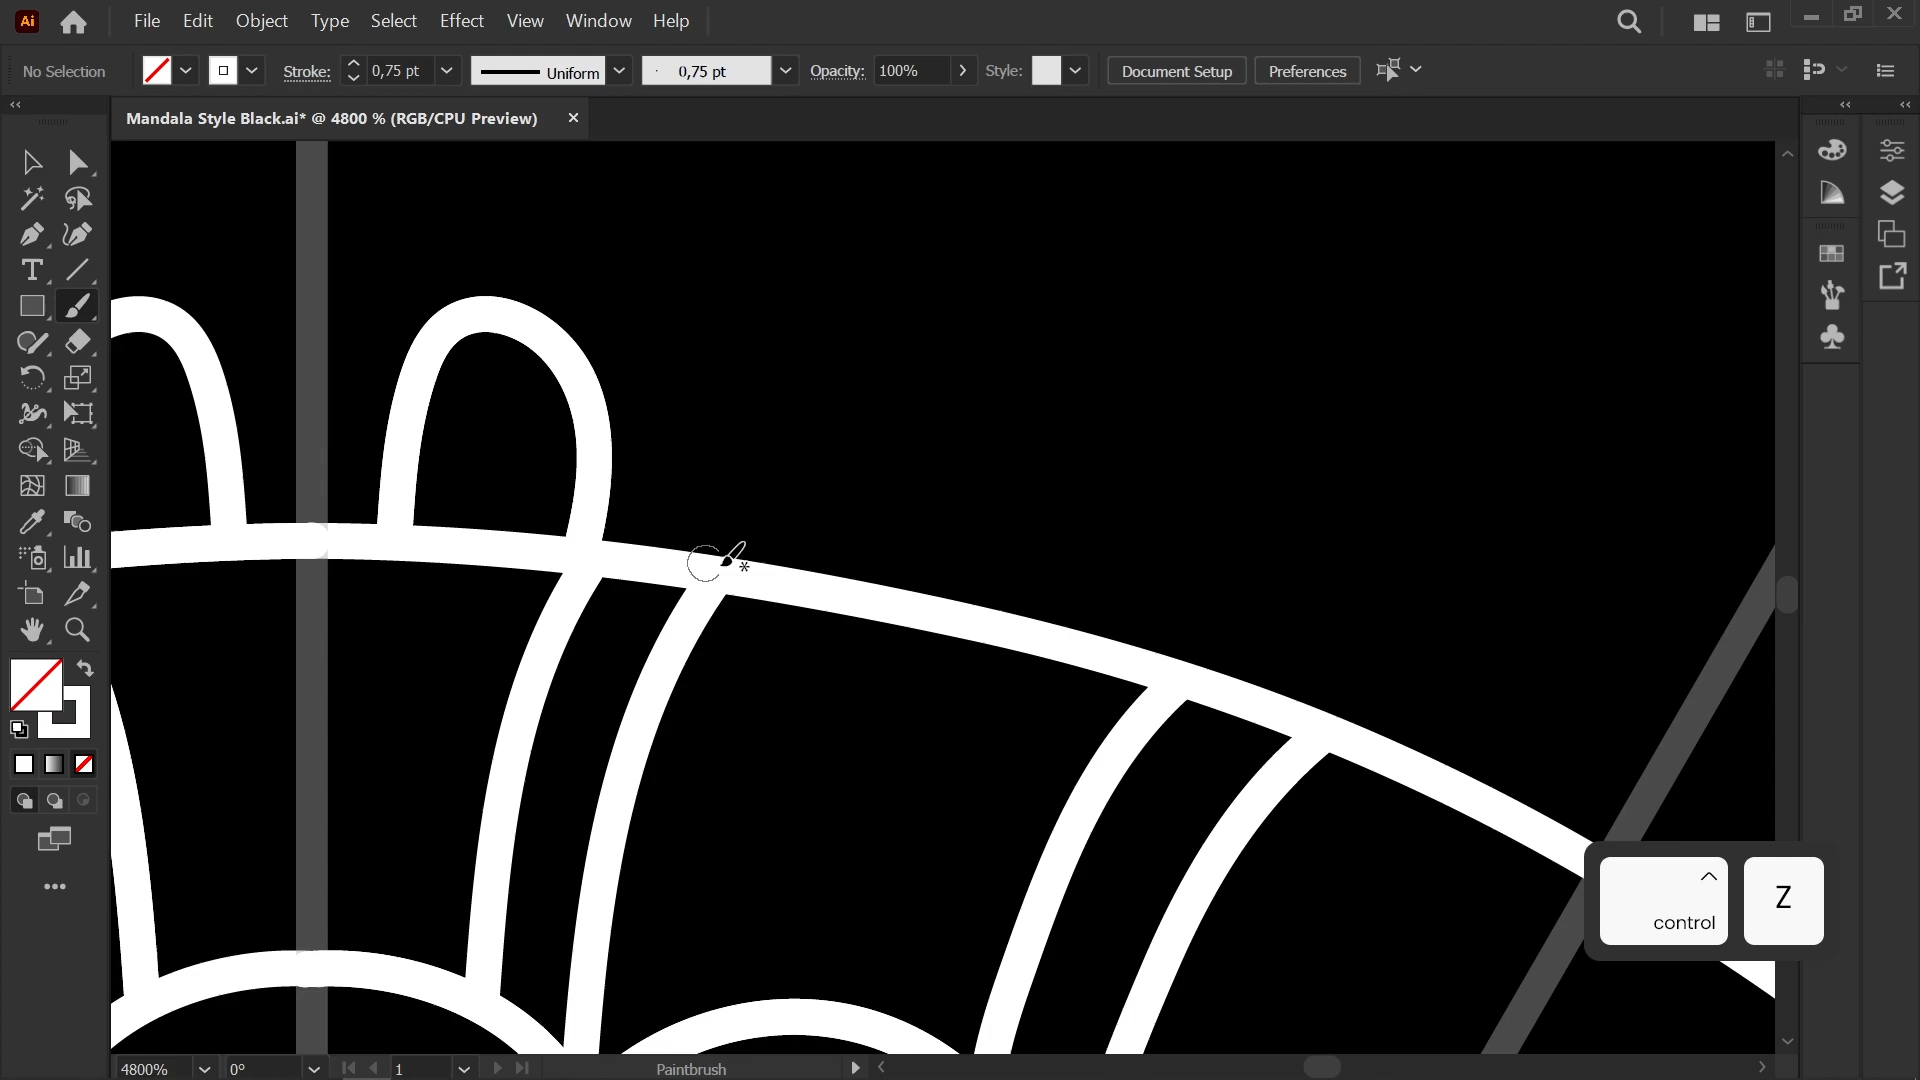 Ai File Edit Object Type Select Effect View Window Help
No Selection Stroke: 0,75 pt Uniform 0,75 pt Opacity: 100% Style: Document Setup Preferences
Mandala Style Black.ai* @ 4800 % (RGB/CPU Preview)
control Z
4800% 0° 1 Paintbrush